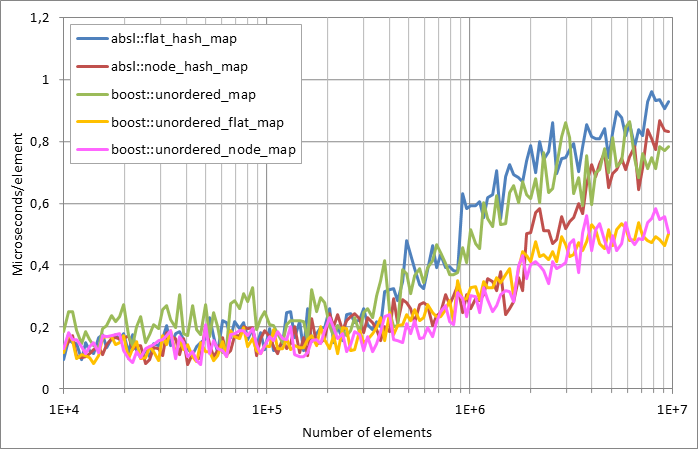 1,2
1
0,8
0,6
0,4
0,2
0
Microseconds/element
absl::flat_hash_map
absl::node_hash_map
boost::unordered_map
boost::unordered_flat_map
boost::unordered_node_map
1E+4 1E+5 1E+6 1E+7
Number of elements